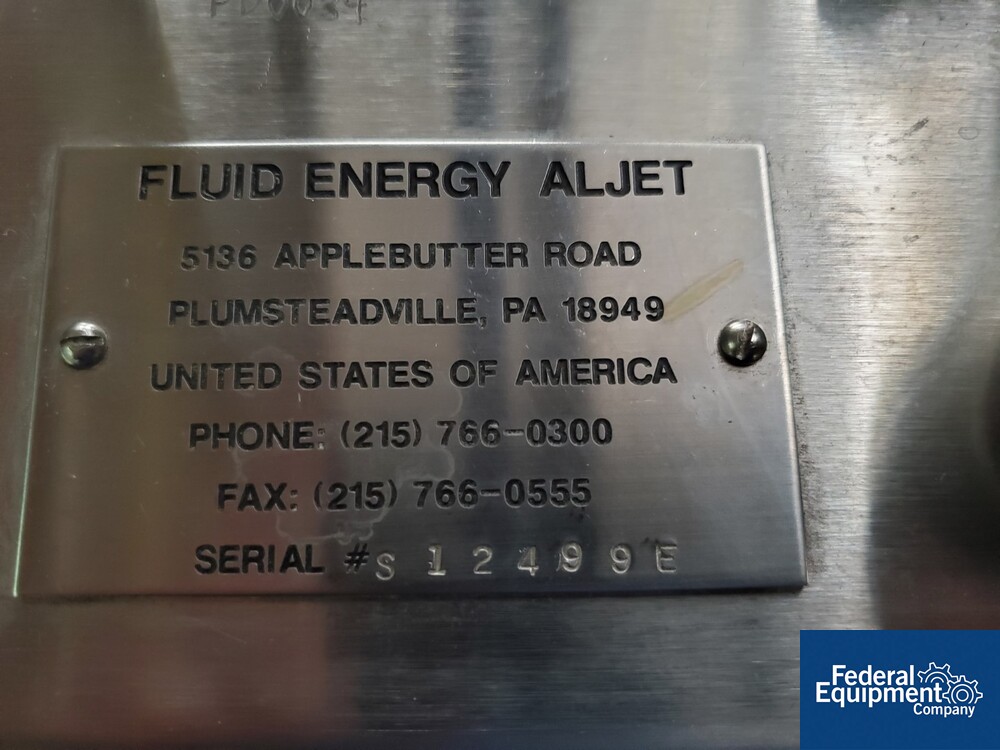 FLUID ENERGY ALJET
5136 APPLEBUTTER ROAD
PLUMSTEADVILLE, PA 18949
UNITED STATES OF AMERICA
PHONE: (215) 766-0300
FAX: (215) 766-0555
SERIAL #S12499E
Federal
Equipment
Company